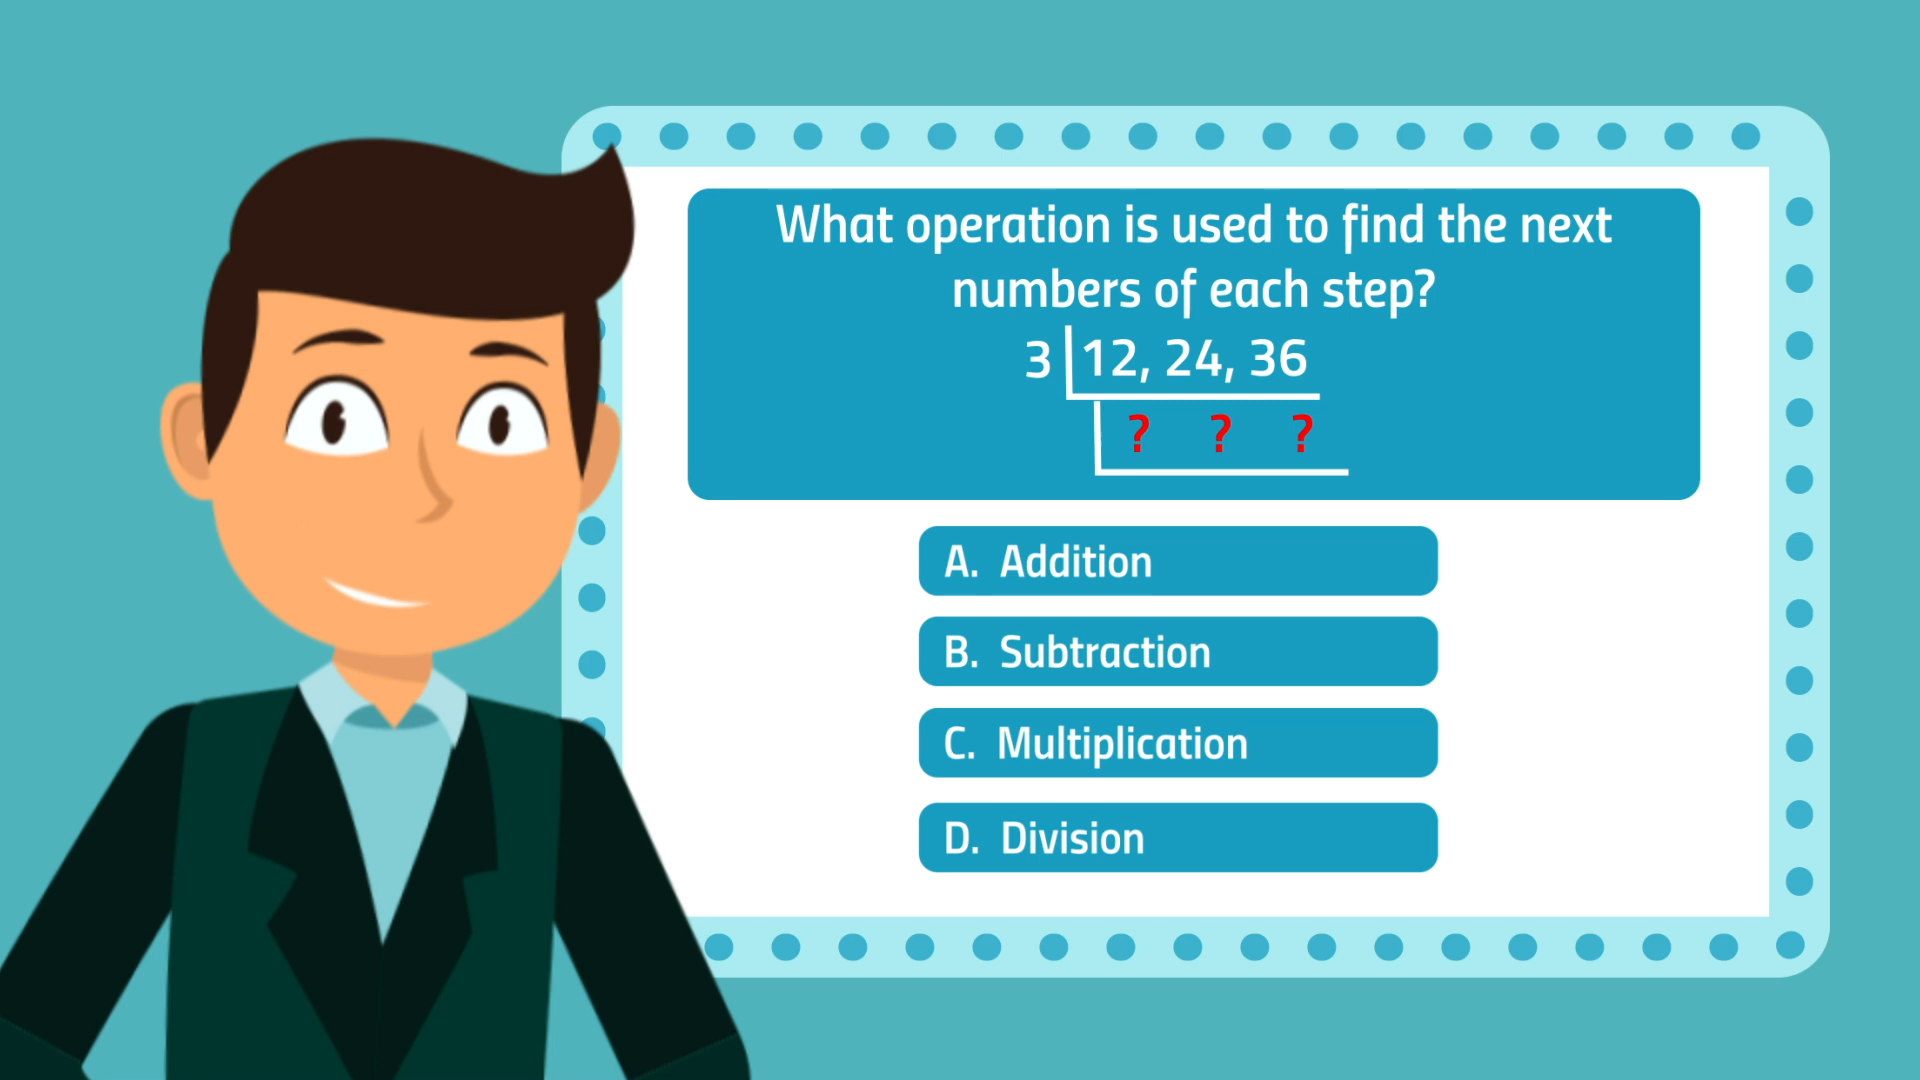 What operation is used to find the next
numbers of each step?
3 12, 24, 36
? ? ?
A. Addition
B. Subtraction
C. Multiplication
D. Division